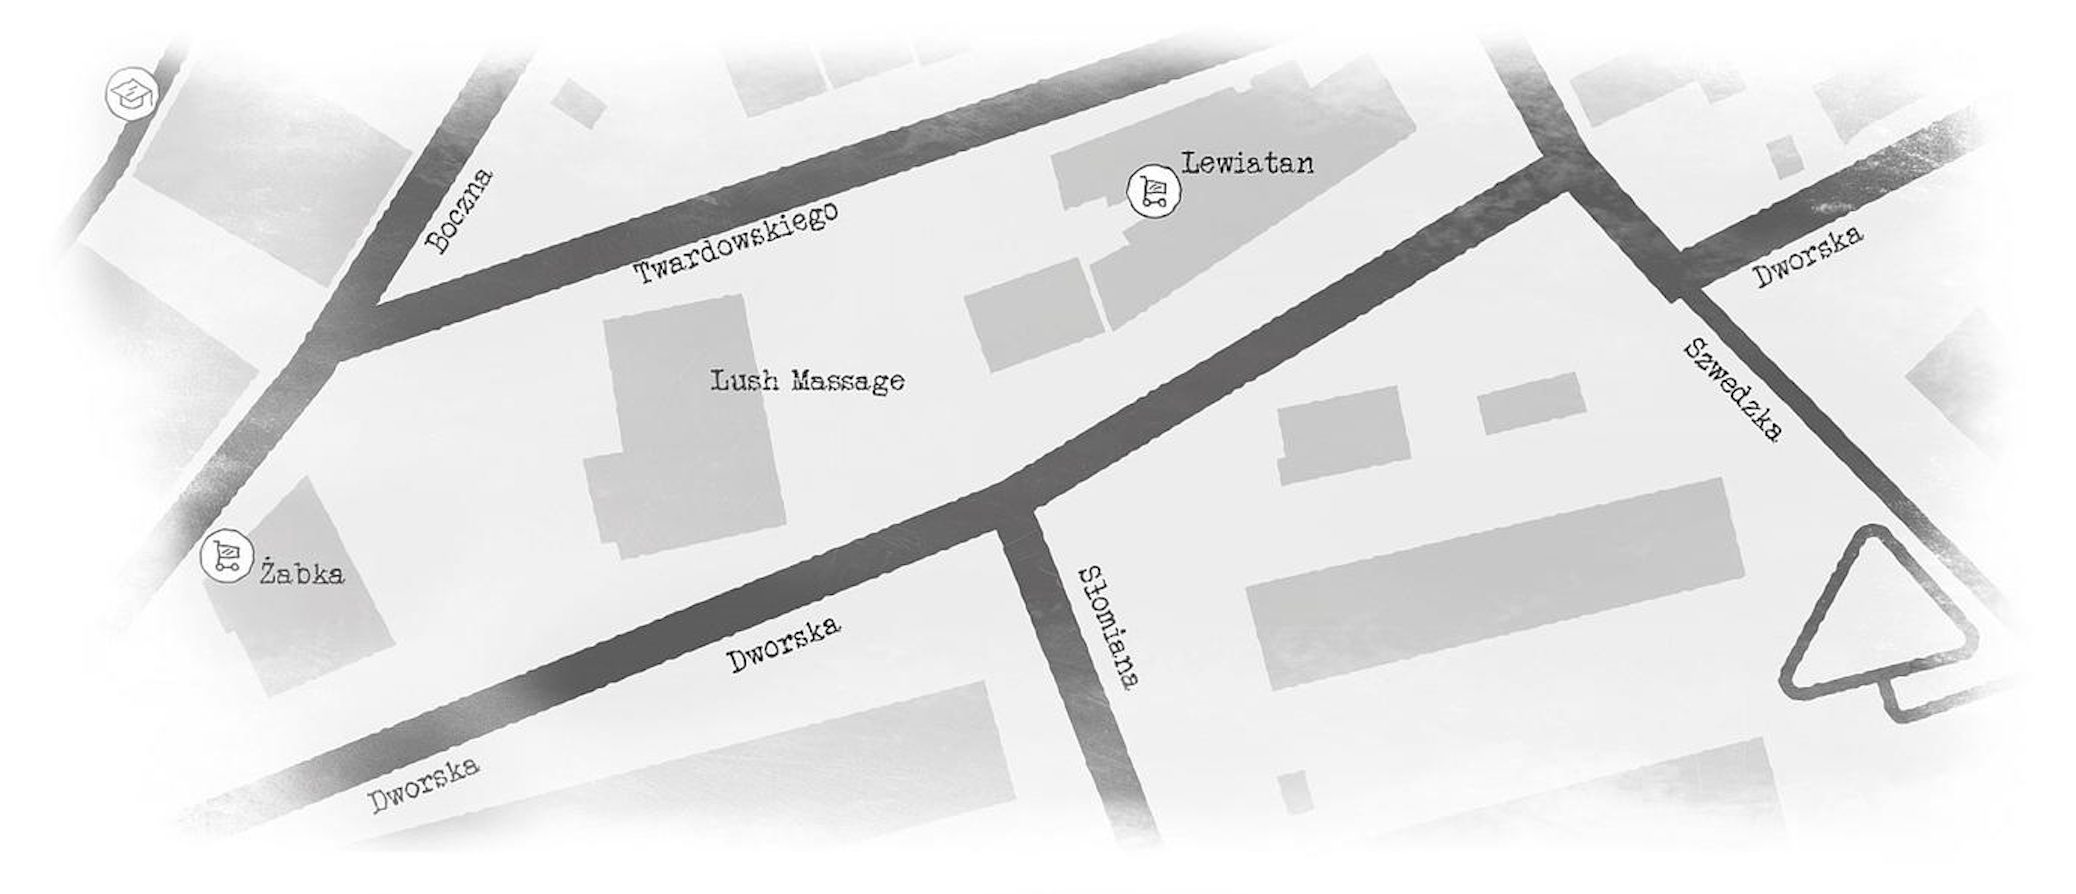 Lewiatan
Boczna
Twardowskiego
Dworska
Lush Massage
Szwedzka
Żabka
Słomiana
Dworska
Dworska